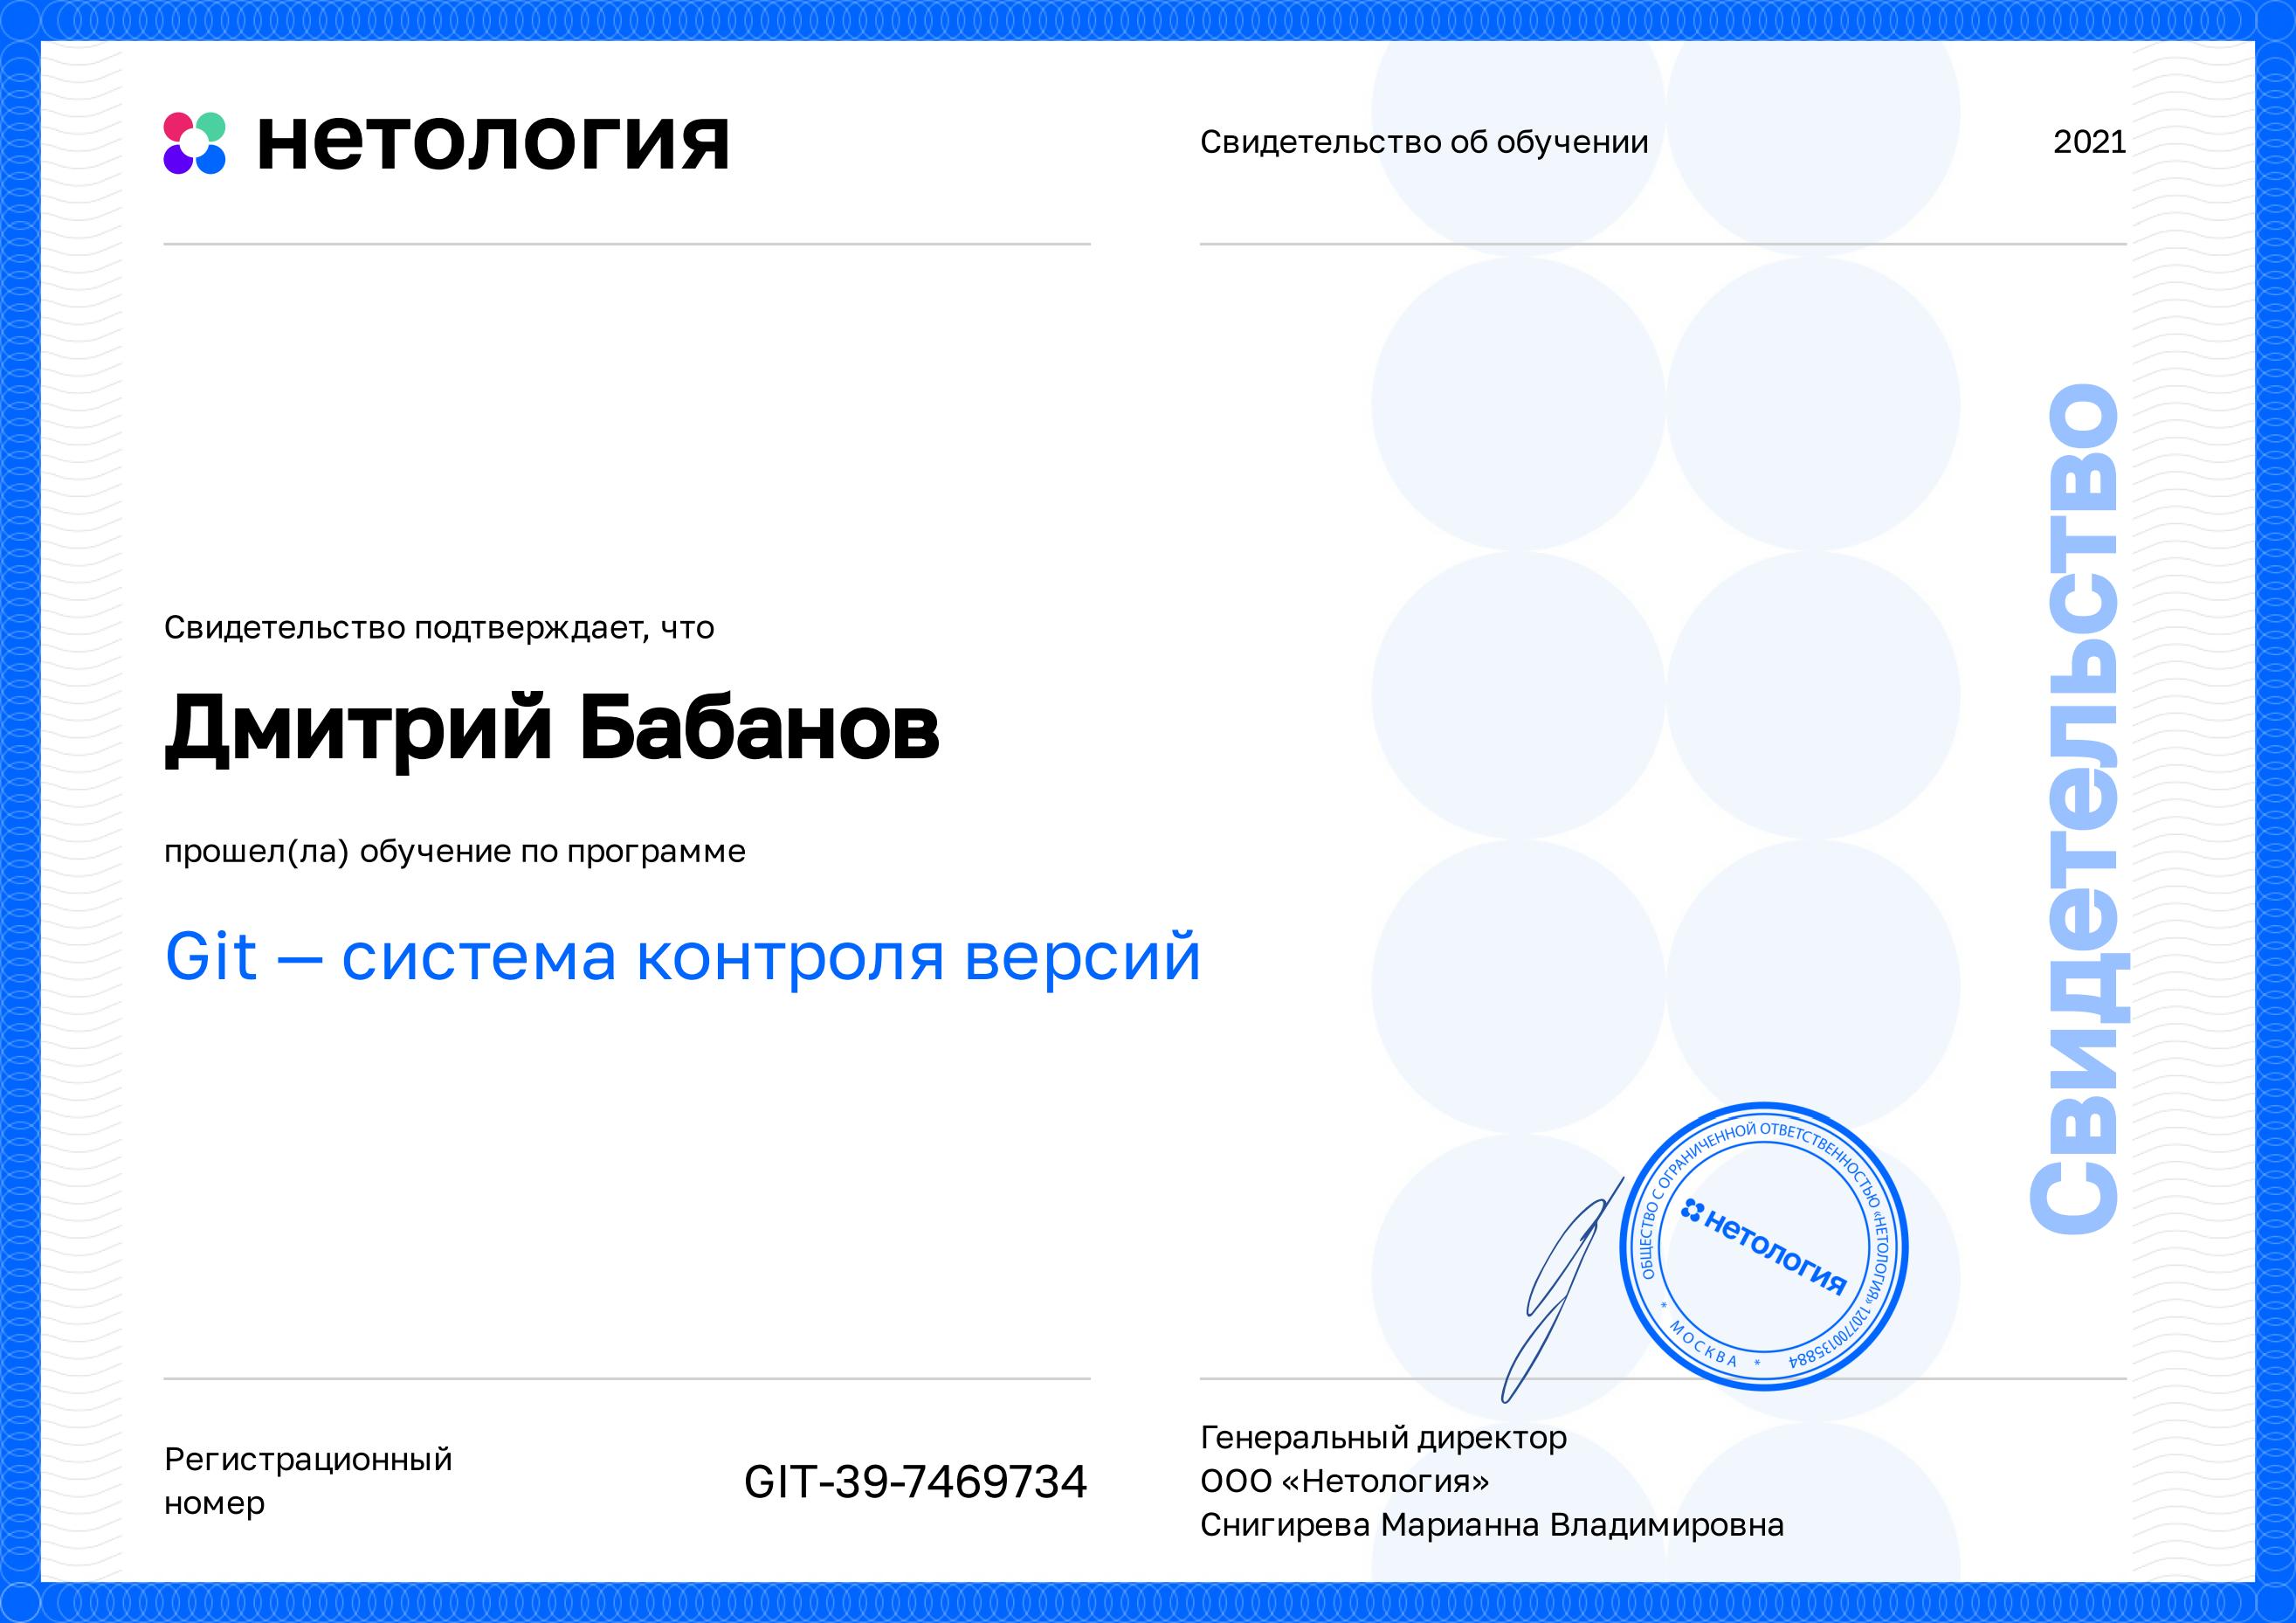 нетология
Свидетельство об обучении
2021
Свидетельство подтверждает, что
Дмитрий Бабанов
прошел(ла) обучение по программе
Git — система контроля версий
Свидетельство
ОБЩЕСТВО С ОГРАНИЧЕННОЙ ОТВЕТСТВЕННОСТЬЮ «НЕТОЛОГИЯ» 1207700135884
* МОСКВА *
нетология
Регистрационный
номер
GIT-39-7469734
Генеральный директор
ООО «Нетология»
Снигирева Марианна Владимировна